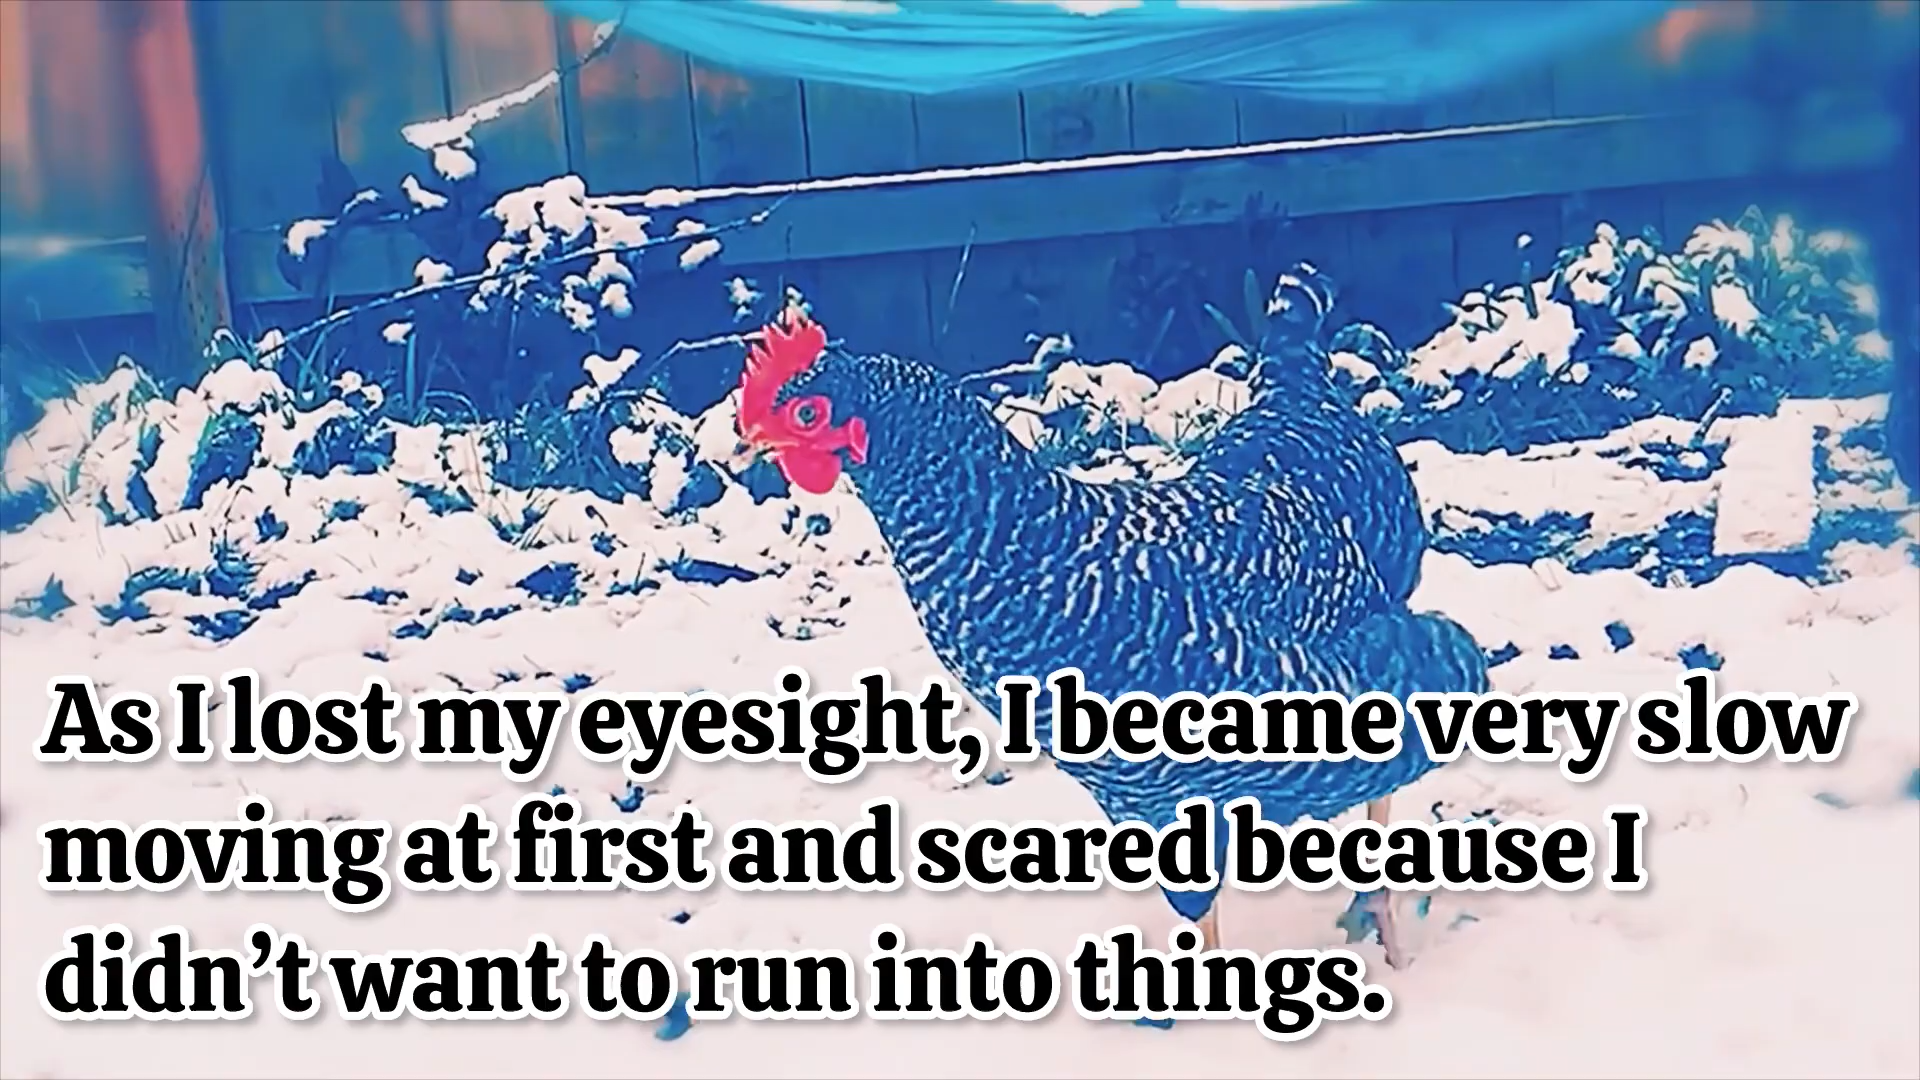 As I lost my eyesight, I became very slow
moving at first and scared because I
didn’t want to run into things.